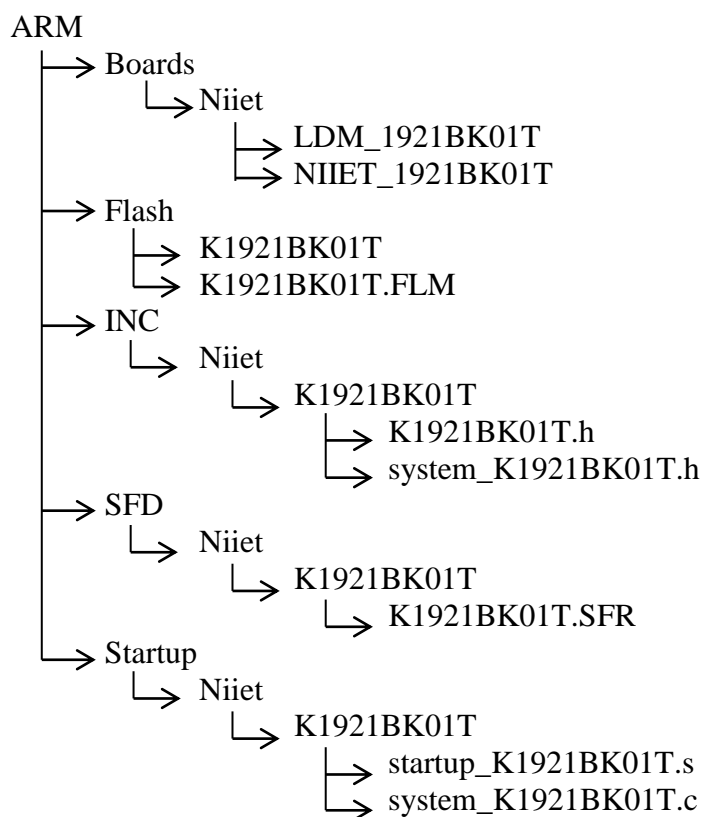 ARM
Boards
Niiet
LDM_1921BK01T
NIIET_1921BK01T
Flash
K1921BK01T
K1921BK01T.FLM
INC
Niiet
K1921BK01T
K1921BK01T.h
system_K1921BK01T.h
SFD
Niiet
K1921BK01T
K1921BK01T.SFR
Startup
Niiet
K1921BK01T
startup_K1921BK01T.s
system_K1921BK01T.c